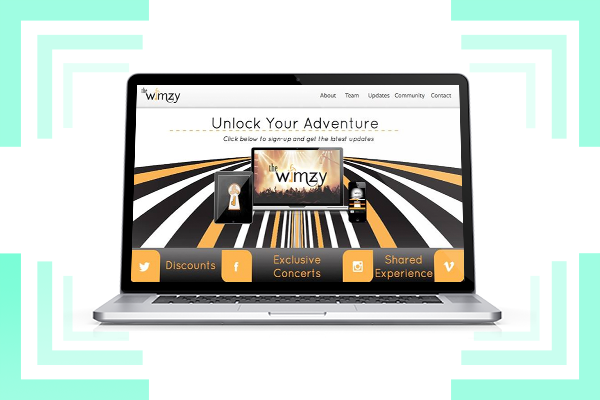 the wimzy
About Team Updates Community Contact
Unlock Your Adventure
Click below to sign-up and get the latest updates
the wimzy
Discounts
Exclusive
Concerts
Shared
Experience